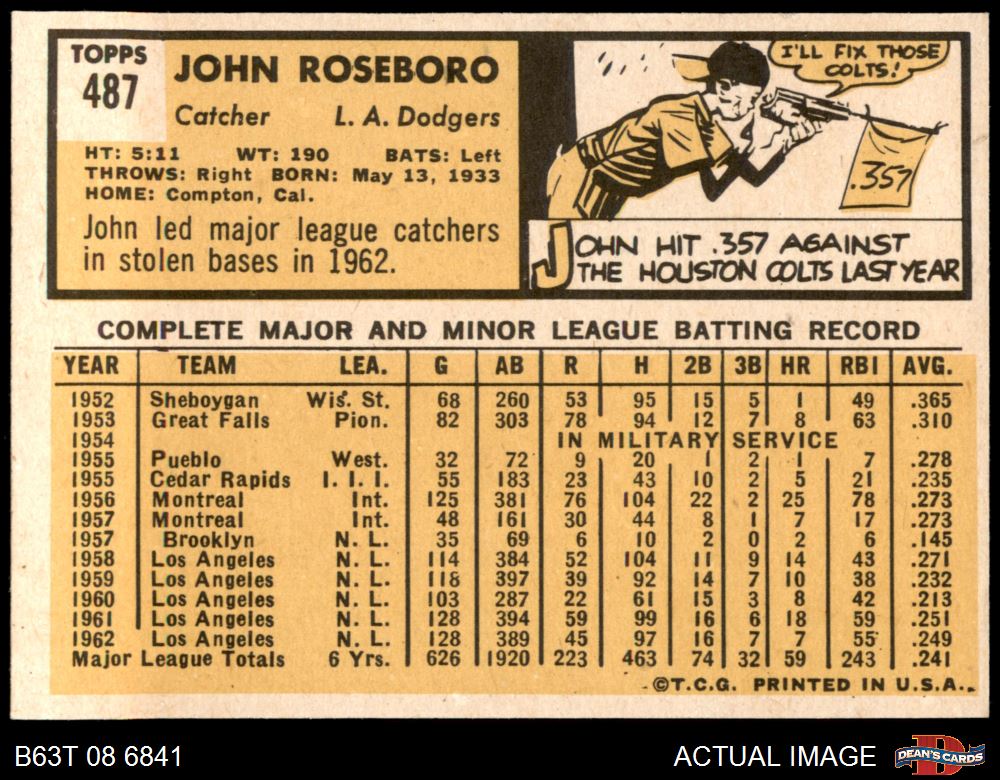 TOPPS
487
JOHN ROSEBORO
Catcher L. A. Dodgers
HT: 5:11 WT: 190 BATS: Left
THROWS: Right BORN: May 13, 1933
HOME: Compton, Cal.
John led major league catchers
in stolen bases in 1962.
I'LL FIX THOSE
COLTS!
.357
JOHN HIT .357 AGAINST
THE HOUSTON COLTS LAST YEAR
COMPLETE MAJOR AND MINOR LEAGUE BATTING RECORD
YEAR TEAM LEA. G AB R H 2B 3B HR RBI AVG.
1952 Sheboygan Wis. St. 68 260 53 95 15 5 1 49 .365
1953 Great Falls Pion. 82 303 78 94 12 7 8 63 .310
1954 IN MILITARY SERVICE
1955 Pueblo West. 32 72 9 20 1 2 1 7 .278
1955 Cedar Rapids I. I. I. 55 183 23 43 10 2 5 21 .235
1956 Montreal Int. 125 381 76 104 22 2 25 78 .273
1957 Montreal Int. 48 161 30 44 8 1 7 17 .273
1957 Brooklyn N. L. 35 69 6 10 2 0 2 6 .145
1958 Los Angeles N. L. 114 384 52 104 11 9 14 43 .271
1959 Los Angeles N. L. 118 397 39 92 14 7 10 38 .232
1960 Los Angeles N. L. 103 287 22 61 15 3 8 42 .213
1961 Los Angeles N. L. 128 394 59 99 16 6 18 59 .251
1962 Los Angeles N. L. 128 389 45 97 16 7 7 55 .249
Major League Totals 6 Yrs. 626 1920 223 463 74 32 59 243 .241
©T.C.G. PRINTED IN U.S.A.
B63T 08 6841 ACTUAL IMAGE DEAN'S CARDS